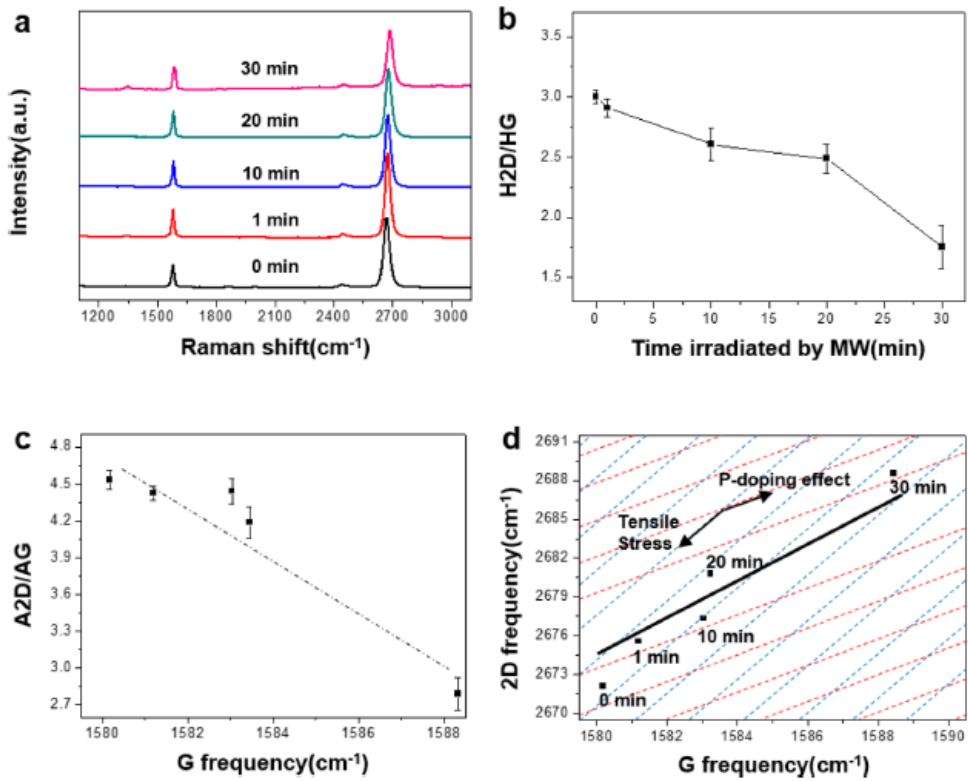 a
30 min
20 min
10 min
1 min
0 min
Intensity(a.u.)
1200 1500 1800 2100 2400 2700 3000
Raman shift(cm⁻¹)
b
3.5
3.0
2.5
2.0
1.5
H2D/HG
0 5 10 15 20 25 30
Time irradiated by MW(min)
c
4.8
4.5
4.2
3.9
3.6
3.3
3.0
2.7
A2D/AG
1580 1582 1584 1586 1588
G frequency(cm⁻¹)
d
2691
2688
2685
2682
2679
2676
2673
2670
2D frequency(cm⁻¹)
P-doping effect
30 min
Tensile
Stress
20 min
10 min
1 min
0 min
1580 1582 1584 1586 1588 1590
G frequency(cm⁻¹)